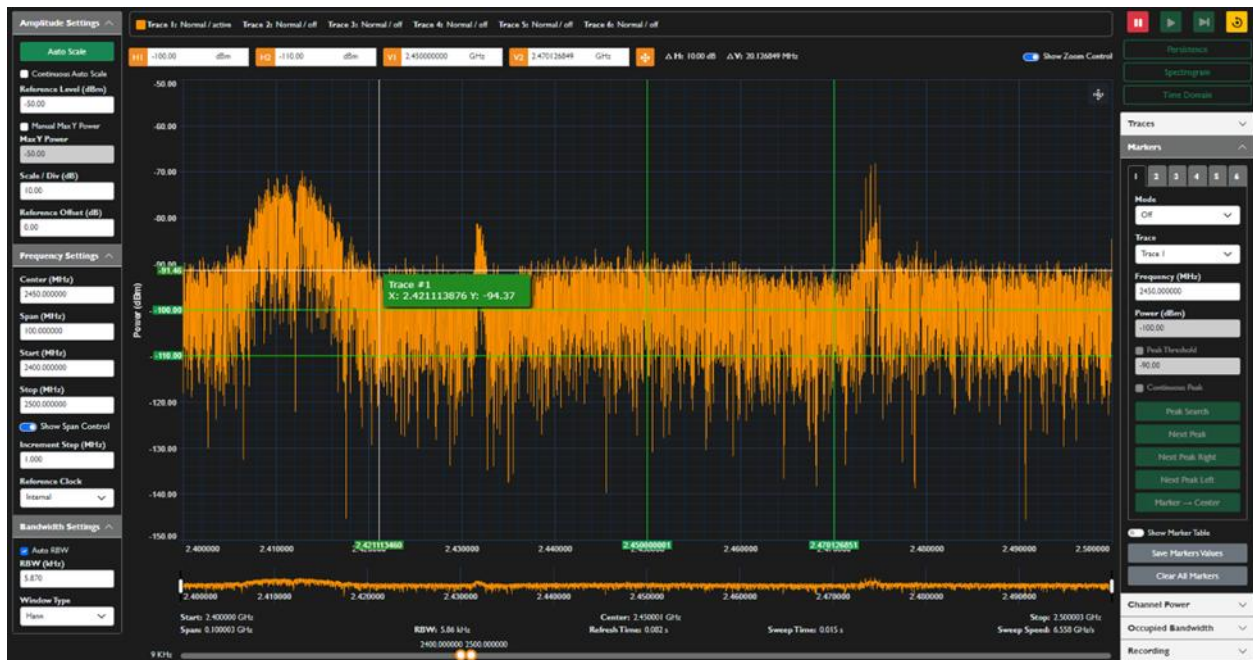 Amplitude Settings
Auto Scale
Continuous Auto Scale
Reference Level (dBm)
-50.00
Manual Max Y Power
Max Y Power
-50.00
Scale / Div (dB)
10.00
Reference Offset (dB)
0.00
Frequency Settings
Center (MHz)
2450.000000
Span (MHz)
100.000000
Start (MHz)
2400.000000
Stop (MHz)
2500.000000
Show Span Control
Increment Step (MHz)
1.000
Reference Clock
Internal
Bandwidth Settings
Auto RBW
RBW (kHz)
5.870
Window Type
Hann
Trace 1: Normal / active Trace 2: Normal / off Trace 3: Normal / off Trace 4: Normal / off Trace 5: Normal / off Trace 6: Normal / off
H1 -100.00 dBm H2 -110.00 dBm V1 2.450000000 GHz V2 2.470126849 GHz Δ H: 10.00 dB Δ V: 20.126849 MHz Show Zoom Control
Power (dBm)
-50.00
-60.00
-70.00
-80.00
-90.00
-91.46
-100.00
-110.00
-120.00
-130.00
-140.00
-150.00
Trace #1
X: 2.421113876 Y: -94.37
2.400000 2.410000 2.421113460 2.430000 2.440000 2.450000001 2.460000 2.470126851 2.480000 2.490000 2.500000
2.400000 2.410000 2.420000 2.430000 2.440000 2.450000 2.460000 2.470000 2.480000 2.490000
Start: 2.400000 GHz Center: 2.450001 GHz Stop: 2.500003 GHz
Span: 0.100003 GHz RBW: 5.86 kHz Refresh Time: 0.082 s Sweep Time: 0.015 s Sweep Speed: 6.558 GHz/s
2400.000000 2500.000000
9 KHz
Persistence
Spectrogram
Time Domain
Traces
Markers
1 2 3 4 5 6
Mode
Off
Trace
Trace 1
Frequency (MHz)
2450.000000
Power (dBm)
-100.00
Peak Threshold
-90.00
Continuous Peak
Peak Search
Next Peak
Next Peak Right
Next Peak Left
Marker → Center
Show Marker Table
Save Markers Values
Clear All Markers
Channel Power
Occupied Bandwidth
Recording